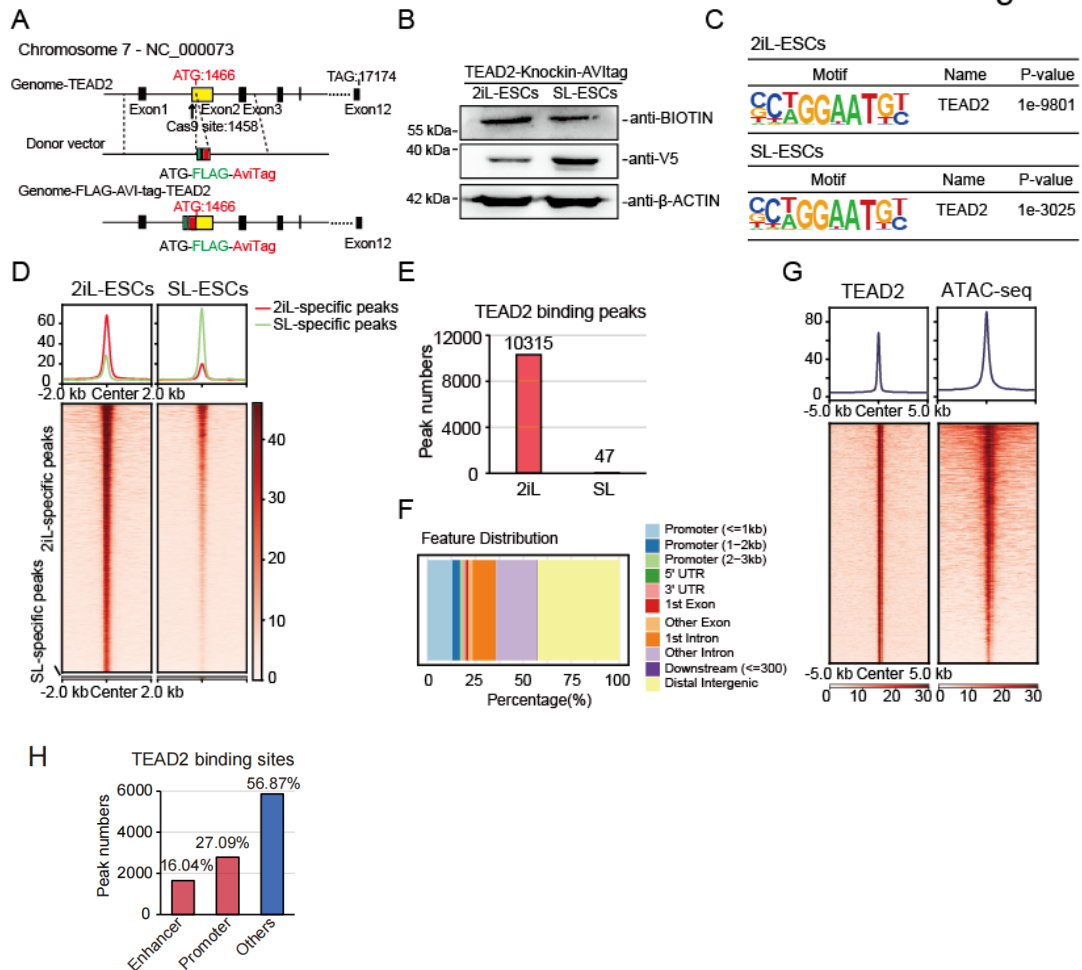 A
Chromosome 7 - NC_000073
Genome-TEAD2
ATG:1466
TAG:17174
Exon1
Exon2
Exon3
Exon12
Cas9 site:1458
Donor vector
ATG-FLAG-AviTag
Genome-FLAG-AVI-tag-TEAD2
ATG:1466
Exon12
ATG-FLAG-AviTag
B
TEAD2-Knockin-AVItag
2iL-ESCs SL-ESCs
55 kDa
anti-BIOTIN
40 kDa
anti-V5
42 kDa
anti-β-ACTIN
C
2iL-ESCs
Motif Name P-value
TEAD2 1e-9801
SL-ESCs
Motif Name P-value
TEAD2 1e-3025
D
2iL-ESCs SL-ESCs
2iL-specific peaks
SL-specific peaks
60
40
20
0
-2.0 kb Center 2.0 kb
2iL-specific peaks
SL-specific peaks
40
30
20
10
0
-2.0 kb Center 2.0 kb
E
TEAD2 binding peaks
Peak numbers
12000
8000
4000
0
10315
47
2iL SL
F
Feature Distribution
0 25 50 75 100
Percentage(%)
Promoter (<=1kb)
Promoter (1-2kb)
Promoter (2-3kb)
5' UTR
3' UTR
1st Exon
Other Exon
1st Intron
Other Intron
Downstream (<=300)
Distal Intergenic
G
TEAD2 ATAC-seq
80
40
0
-5.0 kb Center 5.0 kb
-5.0 kb Center 5.0 kb
0 10 20 30
0 10 20 30
H
TEAD2 binding sites
Peak numbers
6000
4000
2000
0
16.04%
27.09%
56.87%
Enhancer
Promoter
Others